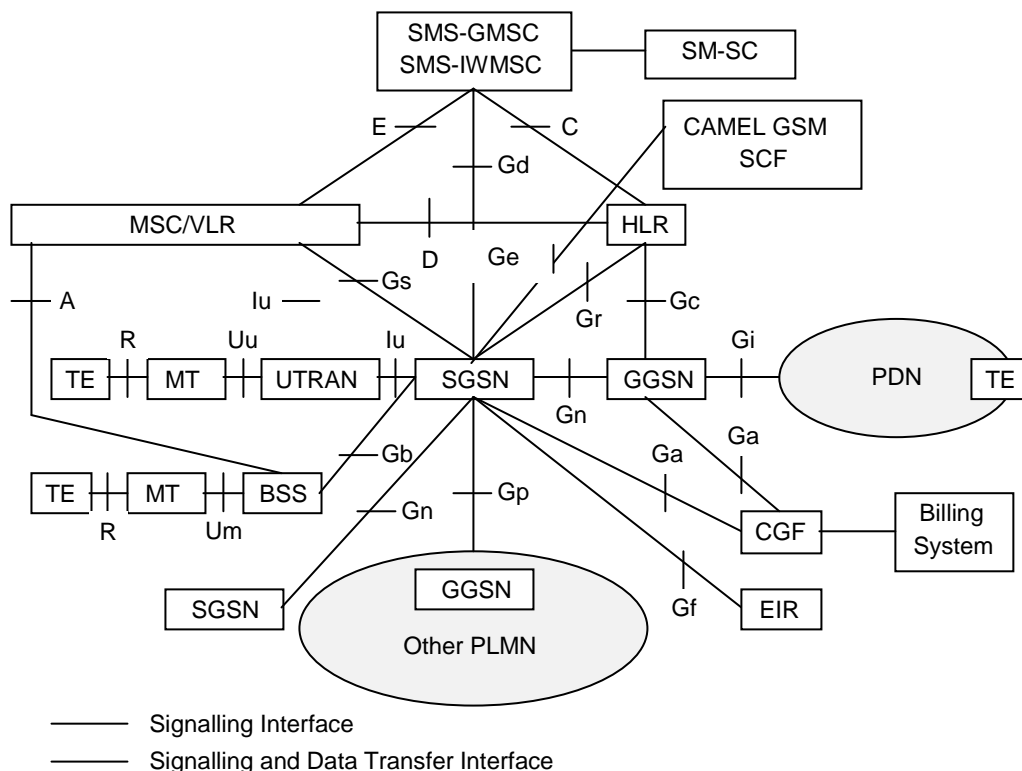 SMS-GMSC
SMS-IWMSC
SM-SC
E
C
CAMEL GSM
SCF
Gd
MSC/VLR
HLR
D
Ge
Gs
A
Iu
Gr
Gc
R
Uu
Iu
Gi
TE
MT
UTRAN
SGSN
GGSN
PDN
TE
Gn
Gb
Ga
Ga
TE
MT
BSS
Gp
R
Um
Gn
CGF
Billing
System
SGSN
GGSN
Gf
EIR
Other PLMN
Signalling Interface
Signalling and Data Transfer Interface